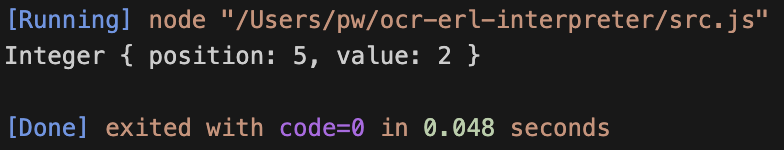 [Running] node "/Users/pw/ocr-erl-interpreter/src.js"
Integer { position: 5, value: 2 }
[Done] exited with code=0 in 0.048 seconds